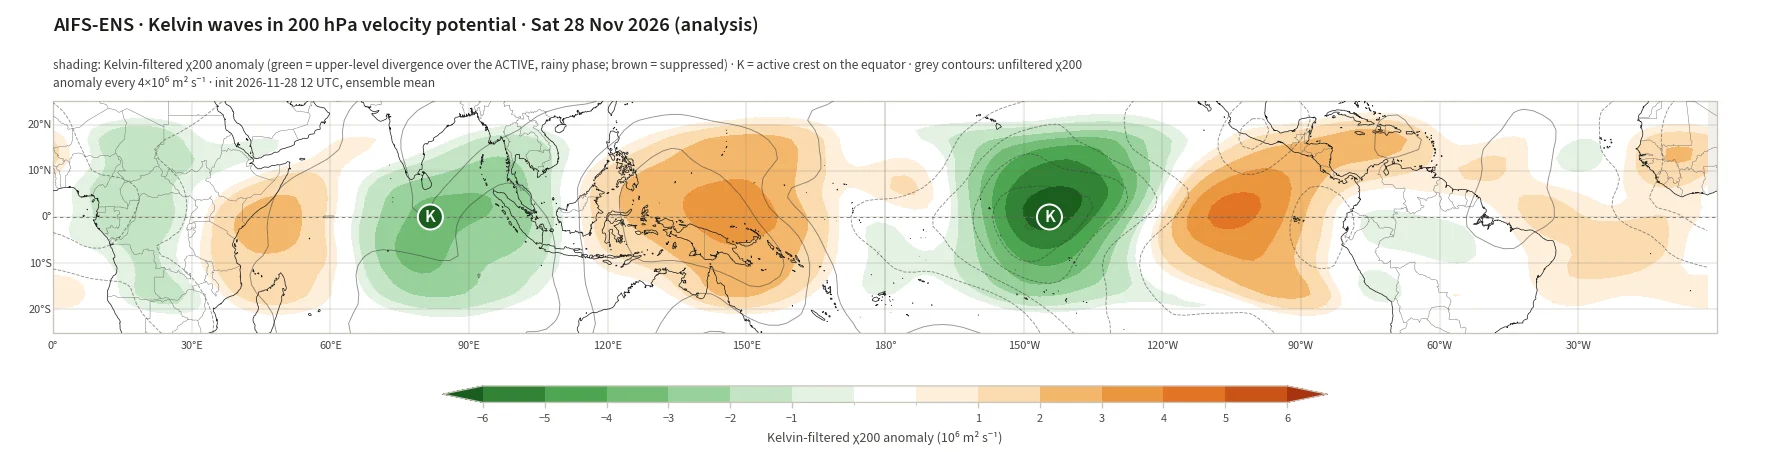 AIFS-ENS · Kelvin waves in 200 hPa velocity potential · Sat 28 Nov 2026 (analysis)
shading: Kelvin-filtered χ200 anomaly (green = upper-level divergence over the ACTIVE, rainy phase; brown = suppressed) · K = active crest on the equator · grey contours: unfiltered χ200
anomaly every 4×10⁶ m² s⁻¹ · init 2026-11-28 12 UTC, ensemble mean
20°N
10°N
0°
10°S
20°S
K
K
0° 30°E 60°E 90°E 120°E 150°E 180° 150°W 120°W 90°W 60°W 30°W
−6 −5 −4 −3 −2 −1 1 2 3 4 5 6
Kelvin-filtered χ200 anomaly (10⁶ m² s⁻¹)